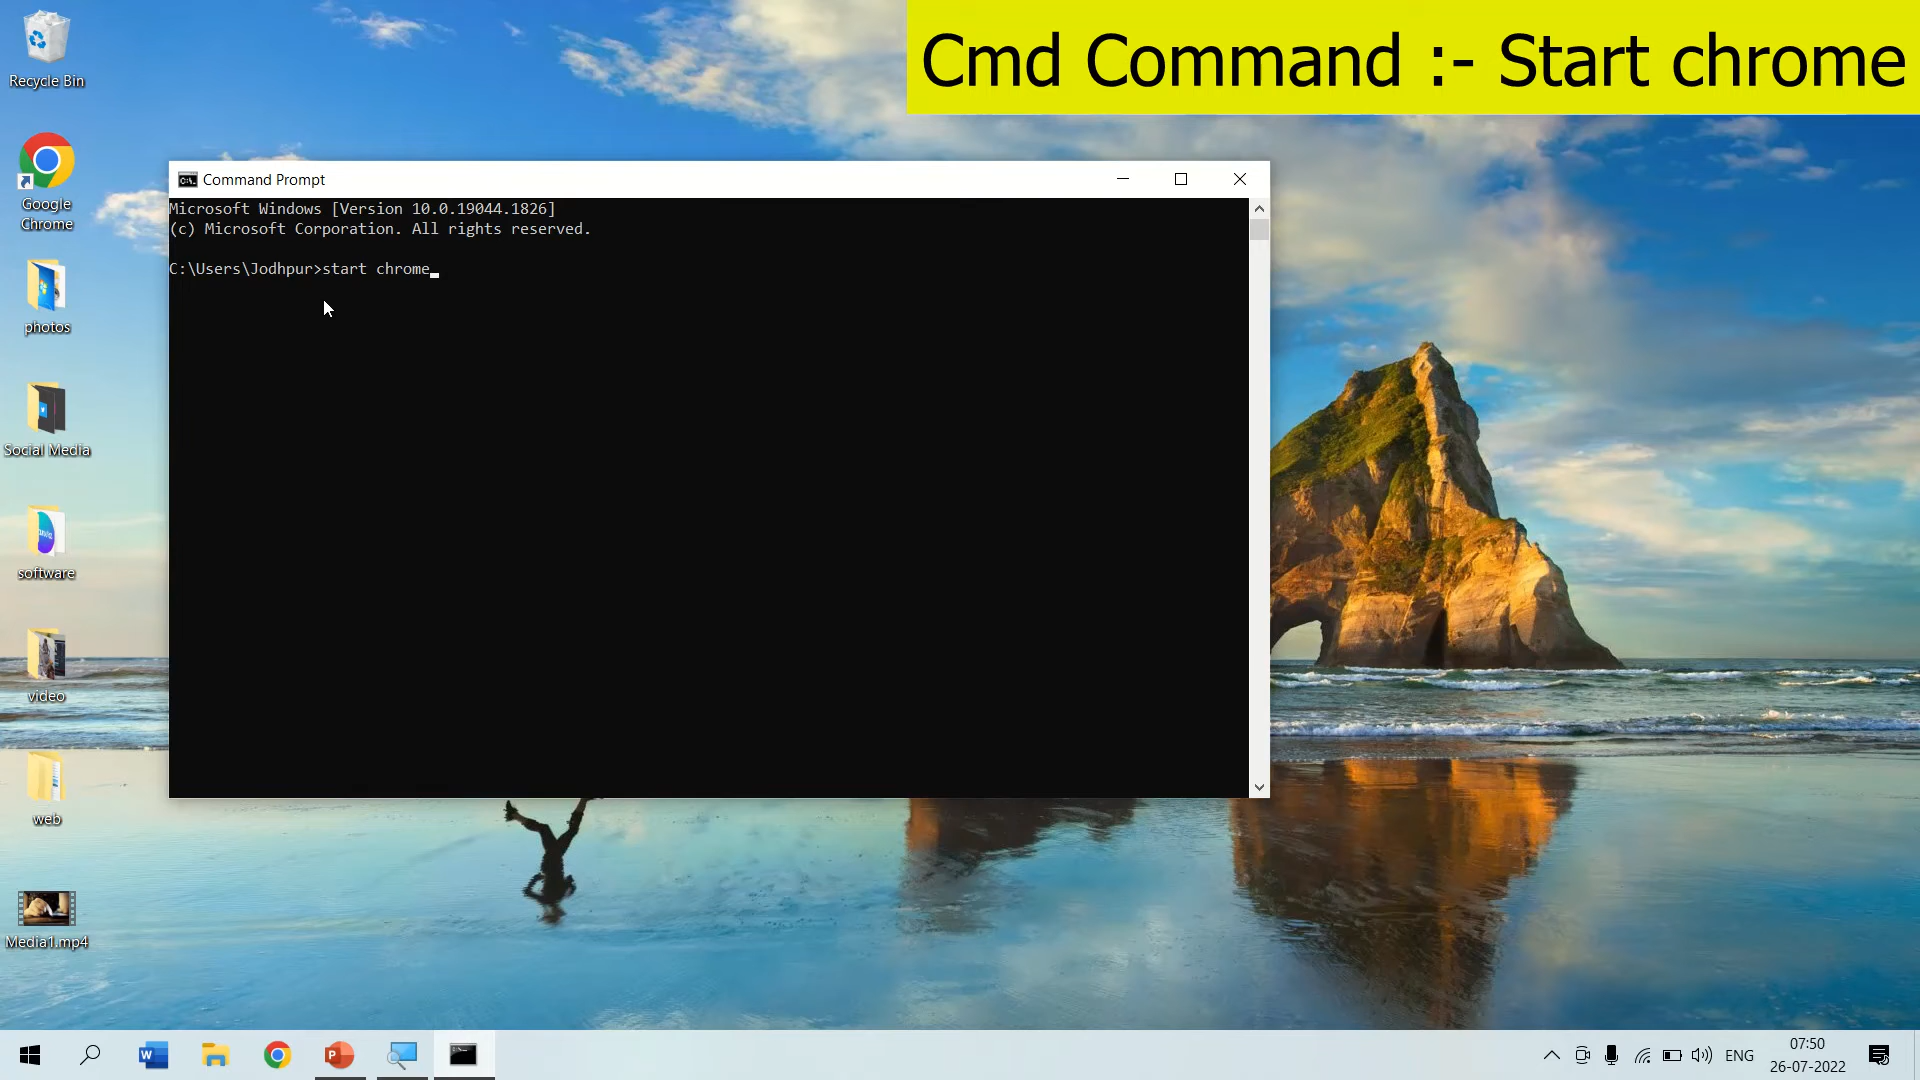 Cmd Command :- Start chrome
Recycle Bin
Google
Chrome
photos
Social Media
software
video
web
Media1.mp4
Command Prompt
Microsoft Windows [Version 10.0.19044.1826]
(c) Microsoft Corporation. All rights reserved.
C:\Users\Jodhpur>start chrome
ENG
07:50
26-07-2022